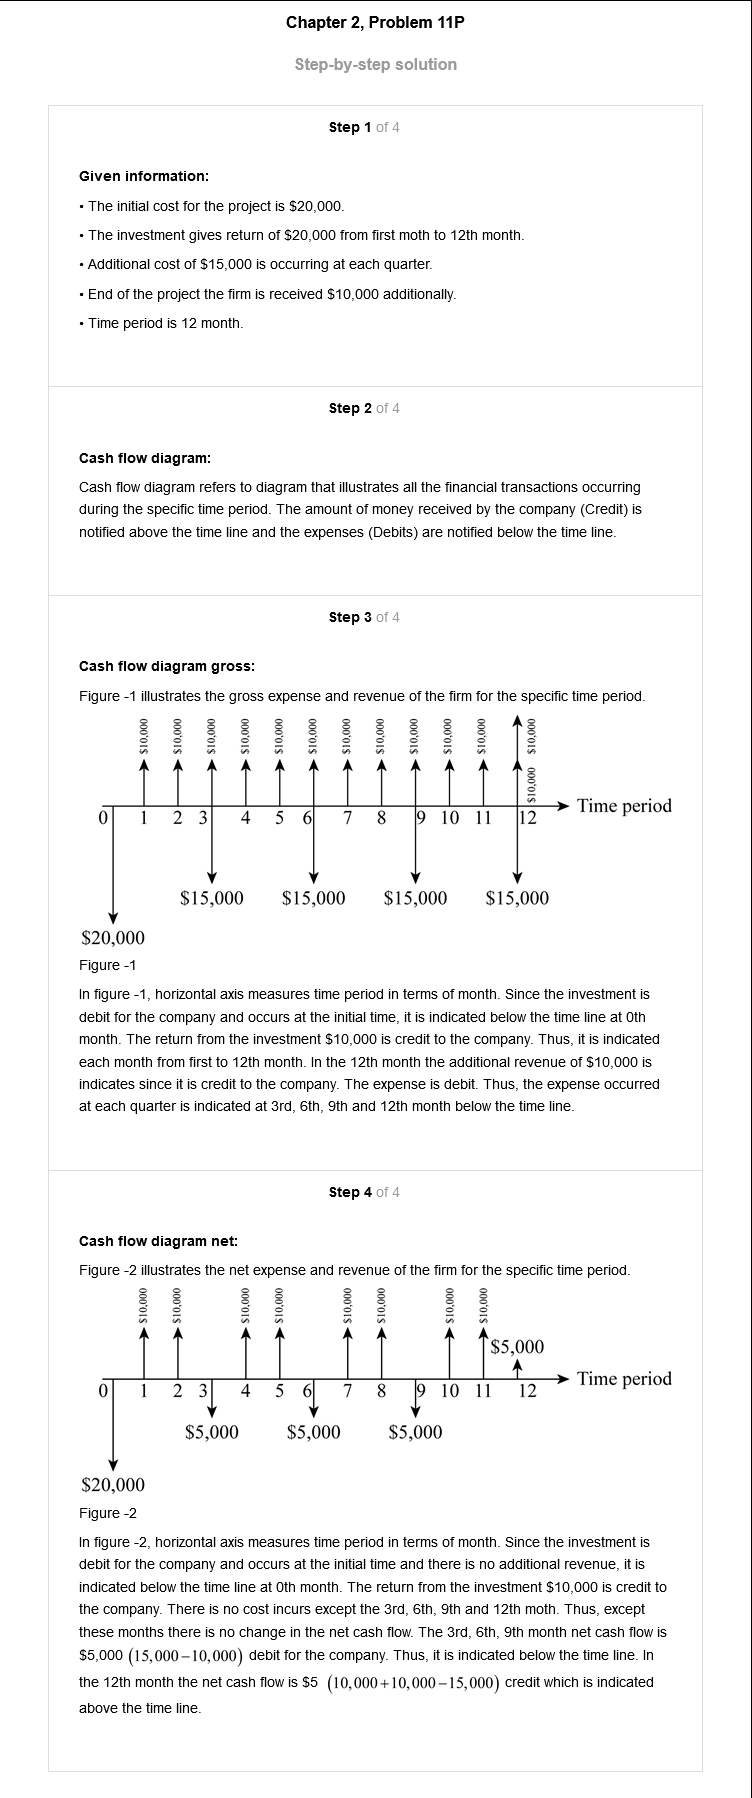 Chapter 2, Problem 11P
Step-by-step solution
Step 1 of 4
Given information:
• The initial cost for the project is $20,000.
• The investment gives return of $20,000 from first moth to 12th month.
• Additional cost of $15,000 is occurring at each quarter.
• End of the project the firm is received $10,000 additionally.
• Time period is 12 month.
Step 2 of 4
Cash flow diagram:
Cash flow diagram refers to diagram that illustrates all the financial transactions occurring
during the specific time period. The amount of money received by the company (Credit) is
notified above the time line and the expenses (Debits) are notified below the time line.
Step 3 of 4
Cash flow diagram gross:
Figure -1 illustrates the gross expense and revenue of the firm for the specific time period.
$10,000 $10,000 $10,000 $10,000 $10,000 $10,000 $10,000 $10,000 $10,000 $10,000 $10,000 $10,000
$10,000
0 1 2 3 4 5 6 7 8 9 10 11 12 Time period
$15,000 $15,000 $15,000 $15,000
$20,000
Figure -1
In figure -1, horizontal axis measures time period in terms of month. Since the investment is
debit for the company and occurs at the initial time, it is indicated below the time line at 0th
month. The return from the investment $10,000 is credit to the company. Thus, it is indicated
each month from first to 12th month. In the 12th month the additional revenue of $10,000 is
indicates since it is credit to the company. The expense is debit. Thus, the expense occurred
at each quarter is indicated at 3rd, 6th, 9th and 12th month below the time line.
Step 4 of 4
Cash flow diagram net:
Figure -2 illustrates the net expense and revenue of the firm for the specific time period.
$10,000 $10,000 $10,000 $10,000 $10,000 $10,000 $10,000 $10,000
$5,000
0 1 2 3 4 5 6 7 8 9 10 11 12 Time period
$5,000 $5,000 $5,000
$20,000
Figure -2
In figure -2, horizontal axis measures time period in terms of month. Since the investment is
debit for the company and occurs at the initial time and there is no additional revenue, it is
indicated below the time line at 0th month. The return from the investment $10,000 is credit to
the company. There is no cost incurs except the 3rd, 6th, 9th and 12th moth. Thus, except
these months there is no change in the net cash flow. The 3rd, 6th, 9th month net cash flow is
$5,000 (15,000–10,000) debit for the company. Thus, it is indicated below the time line. In
the 12th month the net cash flow is $5 (10,000+10,000–15,000) credit which is indicated
above the time line.